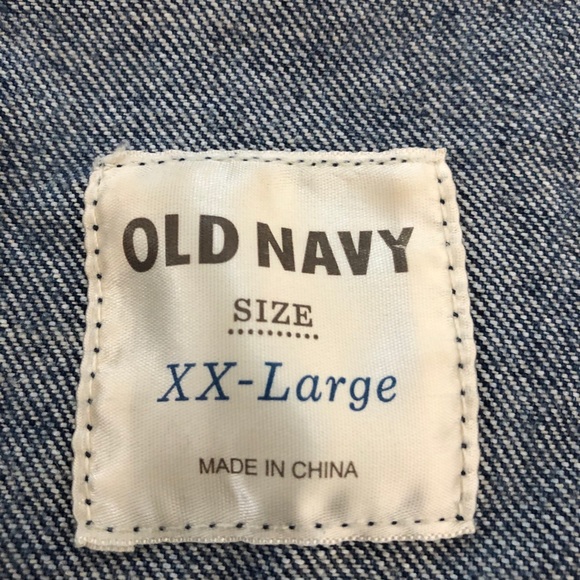 OLD NAVY
SIZE
XX-Large
MADE IN CHINA